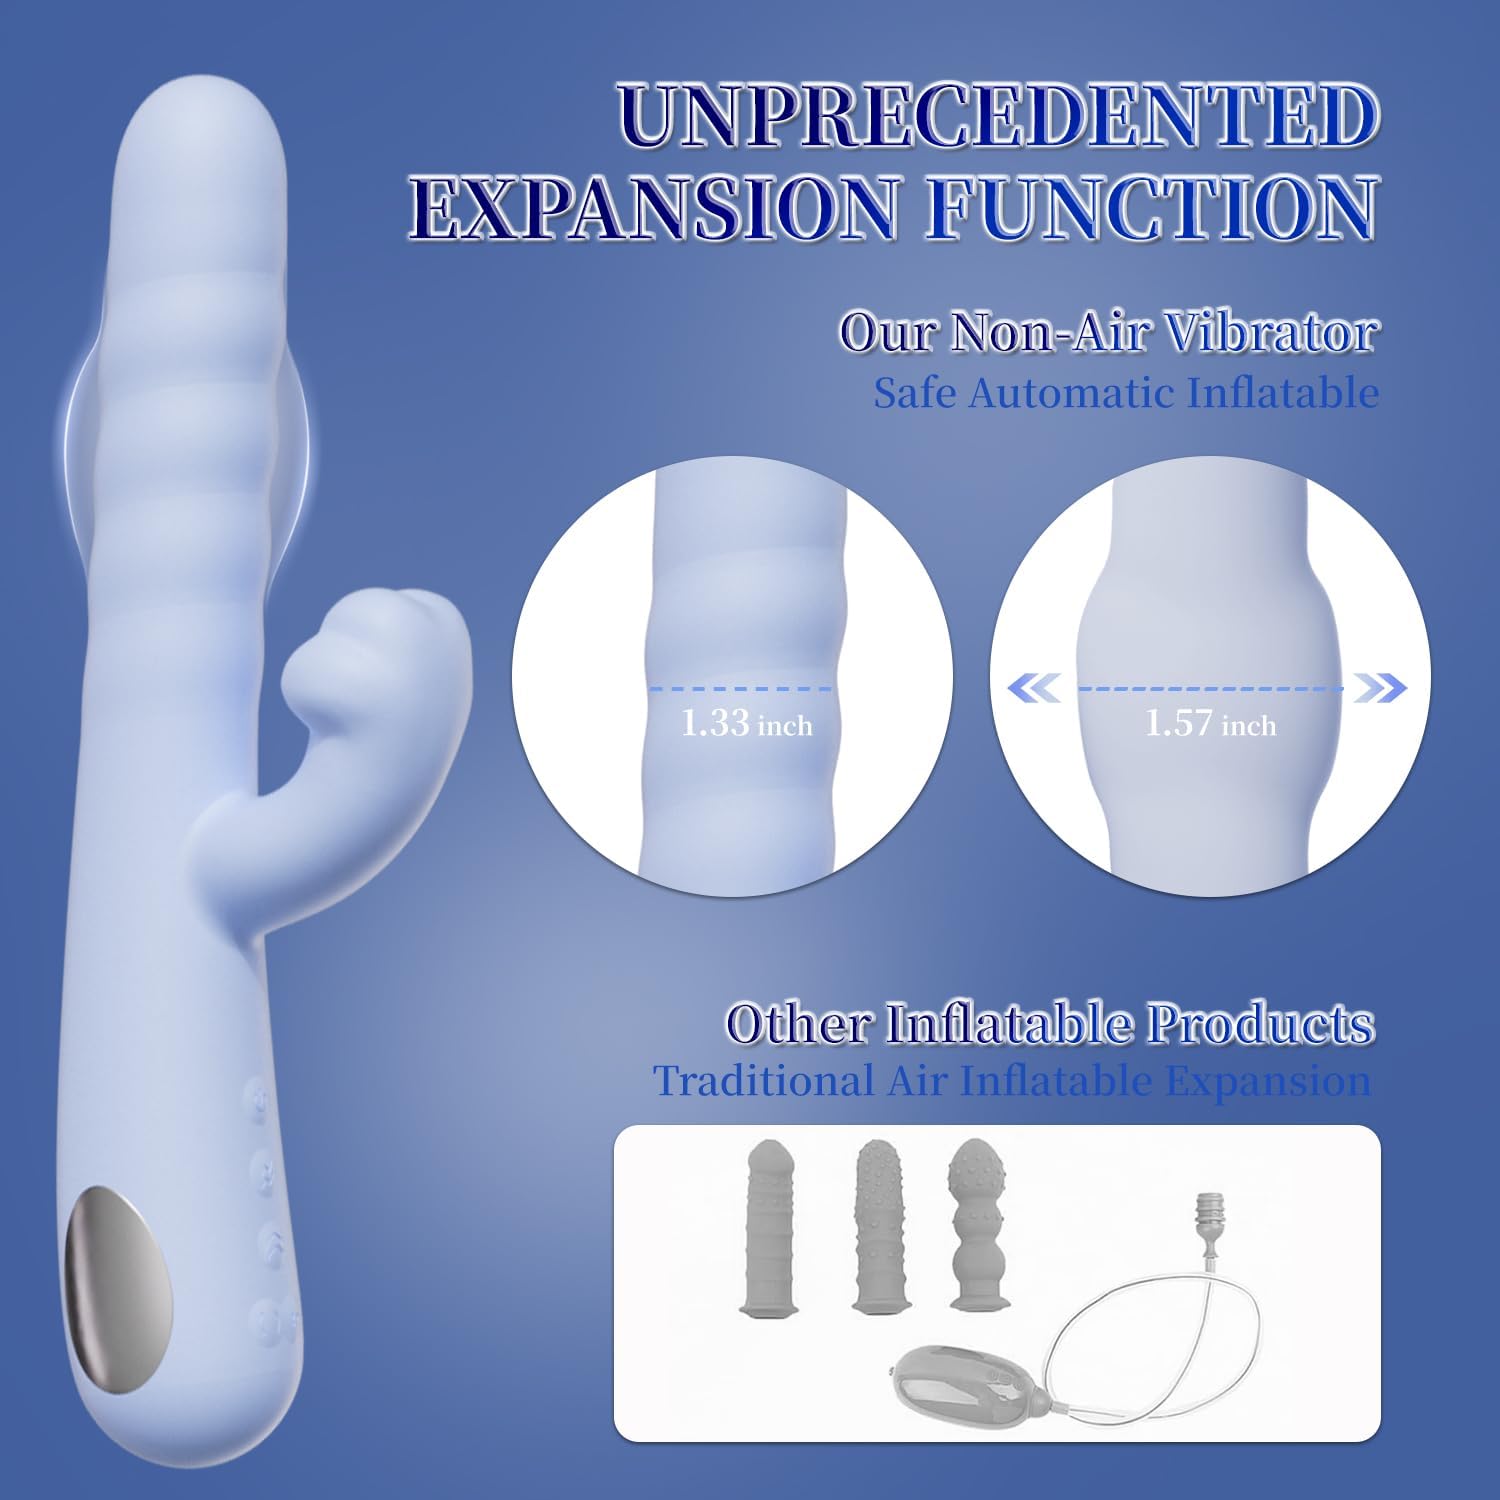 UNPRECEDENTED
EXPANSION FUNCTION
Our Non-Air Vibrator
Safe Automatic Inflatable
1.33 inch
1.57 inch
Other Inflatable Products
Traditional Air Inflatable Expansion